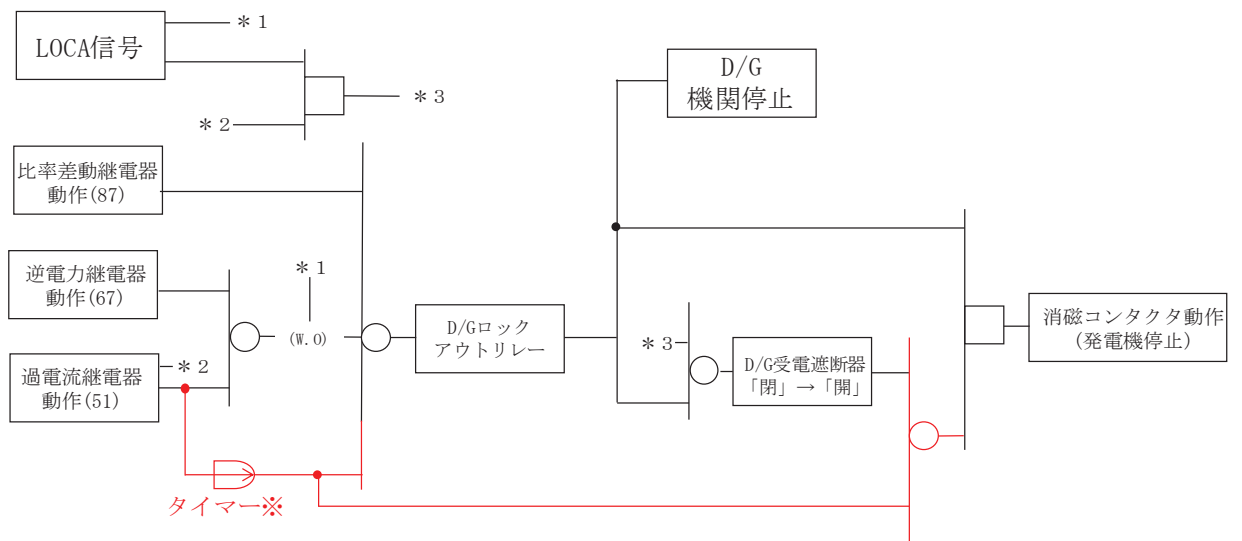 LOCA信号
＊１
＊２
＊３
D/G
機関停止
比率差動継電器
動作(87)
逆電力継電器
動作(67)
＊１
(W.O)
過電流継電器
動作(51)
＊２
D/Gロック
アウトリレー
＊３
D/G受電遮断器
「閉」→「開」
消磁コンタクタ動作
(発電機停止)
タイマー※